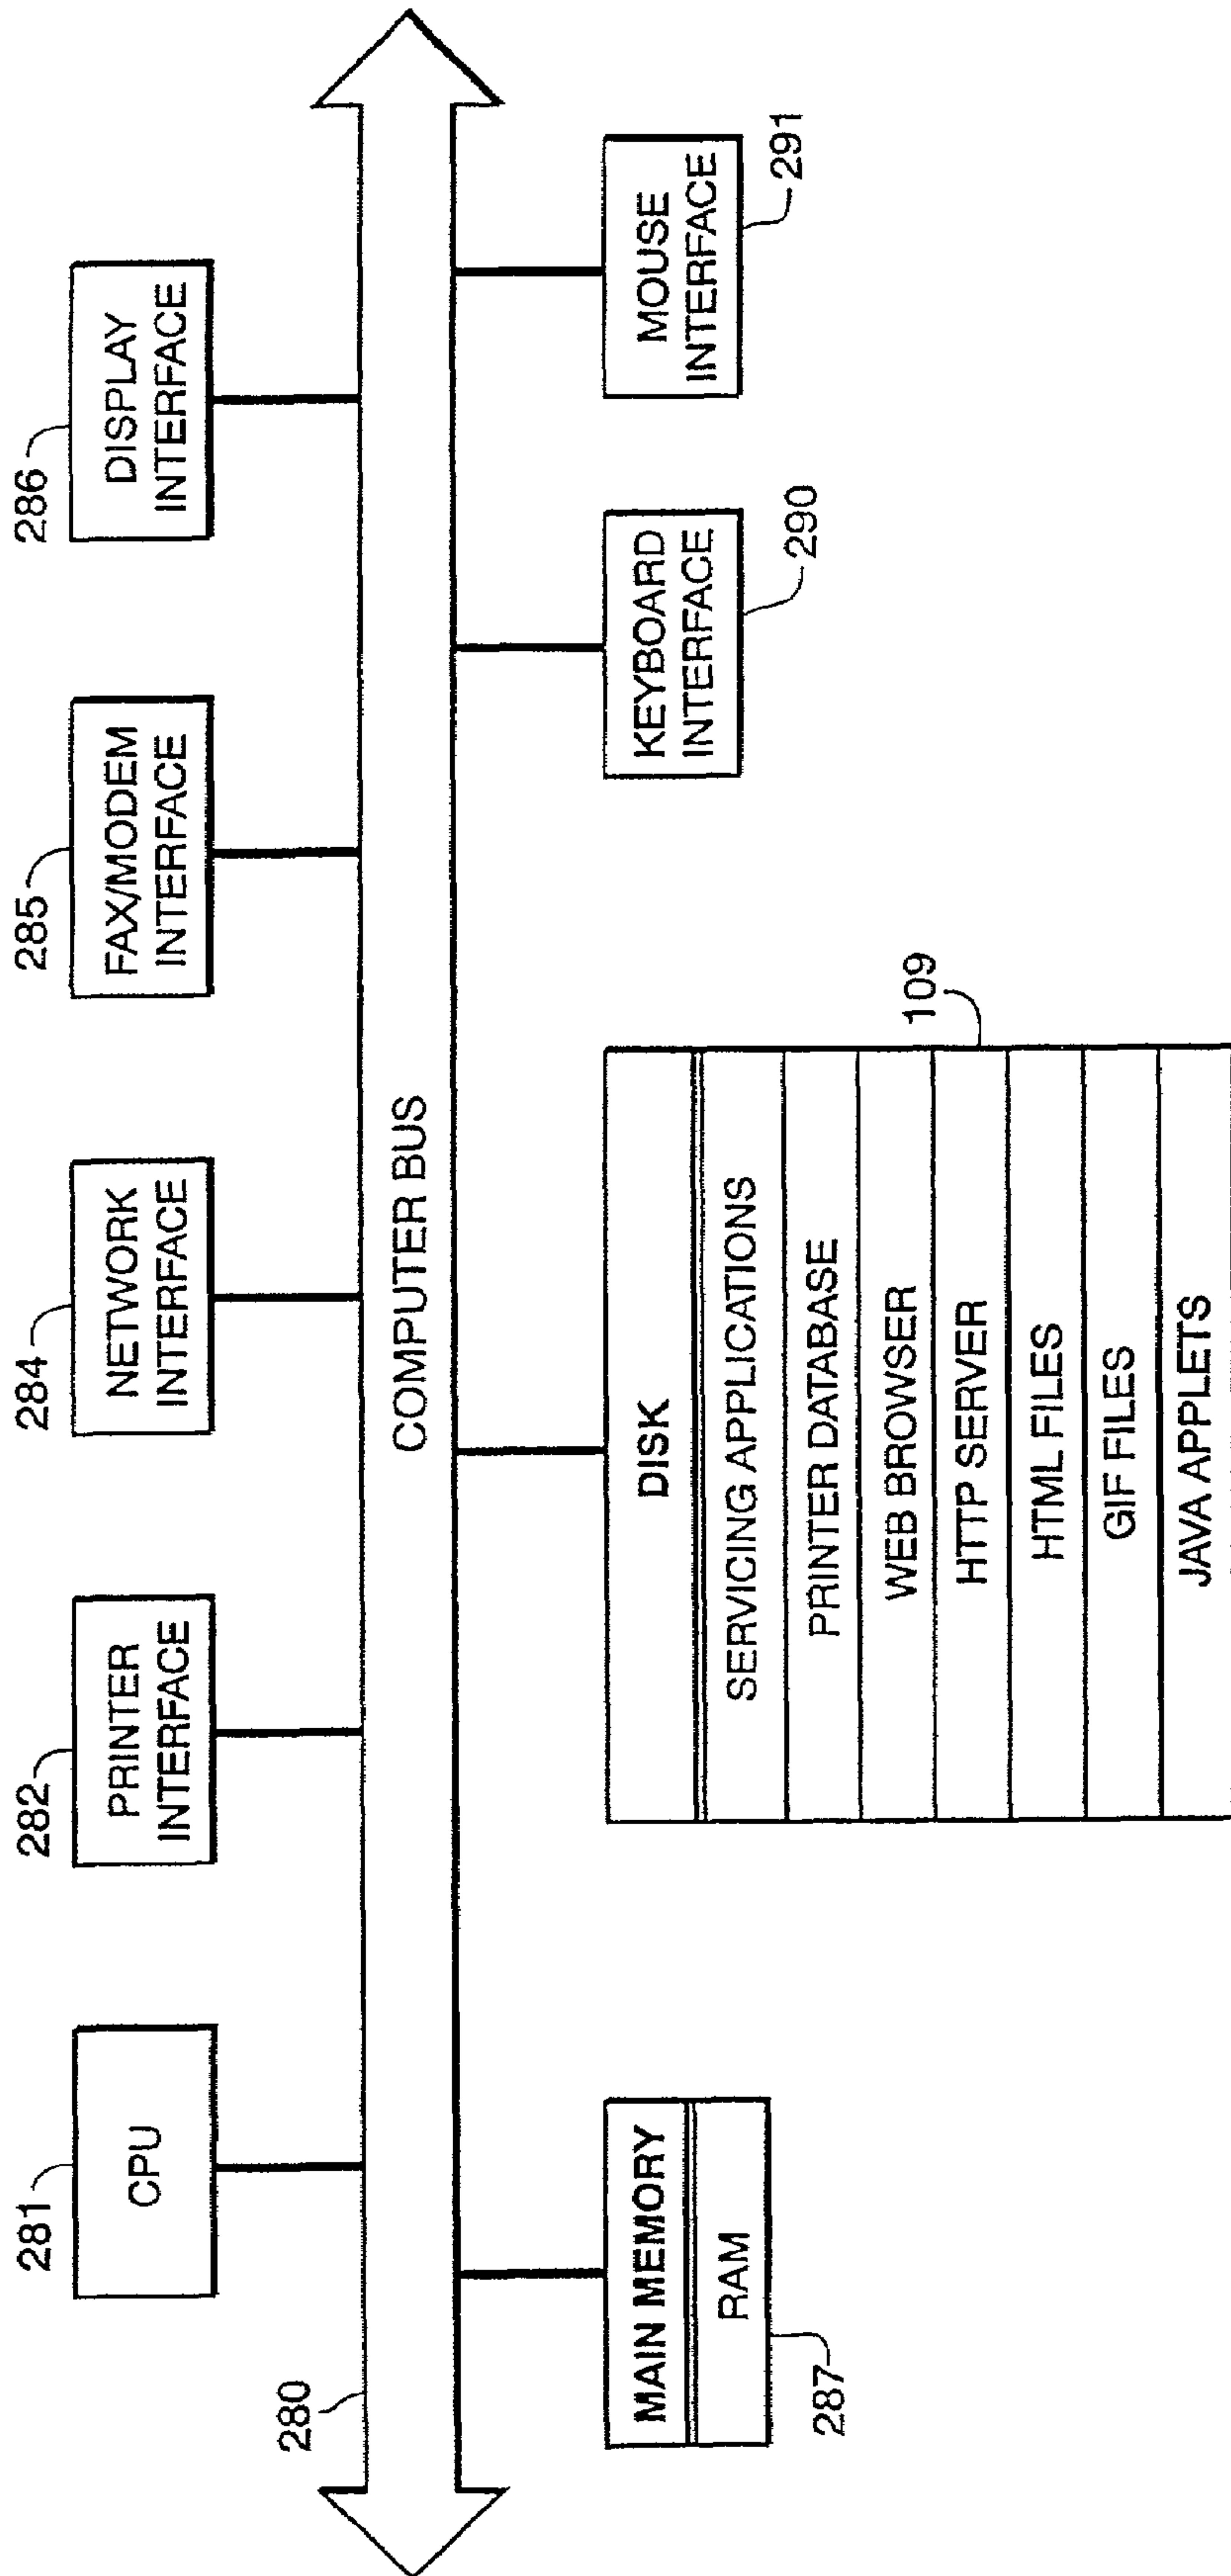 281
CPU
282
PRINTER
INTERFACE
284
NETWORK
INTERFACE
285
FAX/MODEM
INTERFACE
286
DISPLAY
INTERFACE
280
COMPUTER BUS
MAIN MEMORY
RAM
287
DISK
SERVICING APPLICATIONS
PRINTER DATABASE
WEB BROWSER
HTTP SERVER
HTML FILES
GIF FILES
JAVA APPLETS
109
KEYBOARD
INTERFACE
290
MOUSE
INTERFACE
291